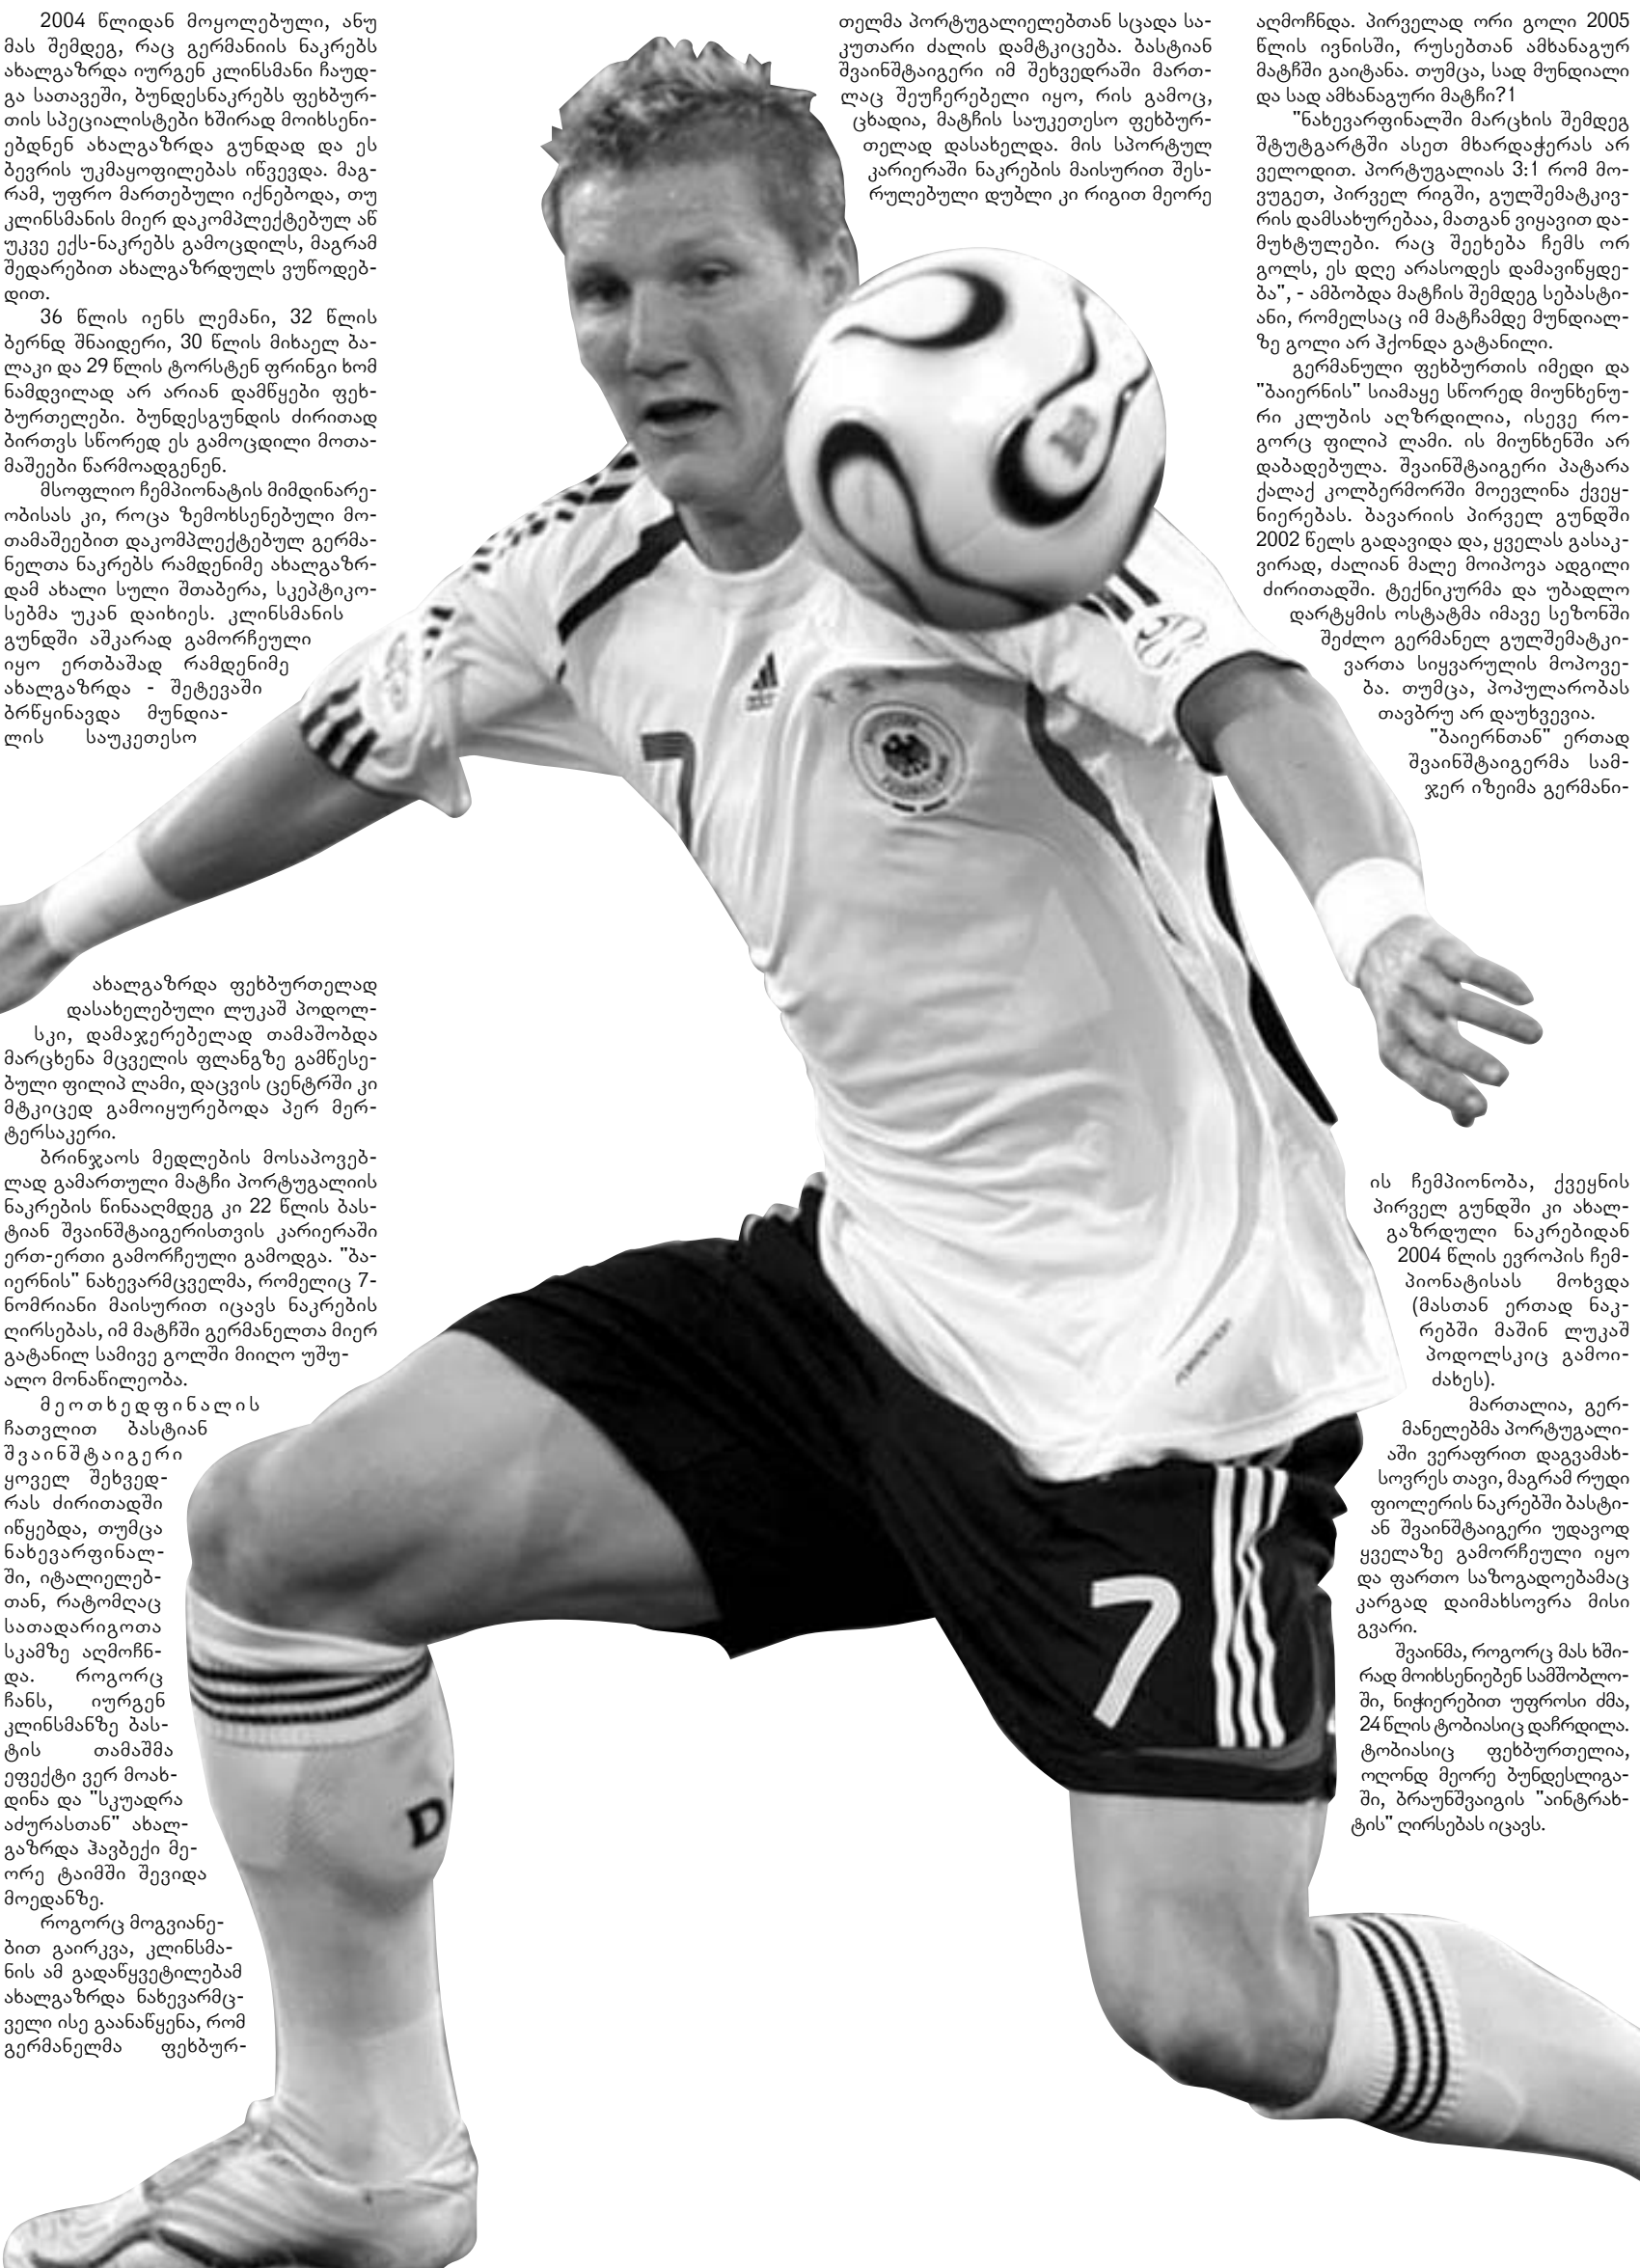 2004 წლიდან მოყოლებული, ანუ
მას შემდეგ, რაც გერმანიის ნაკრებს
ახალგაზრდა იურგენ კლინსმანი ჩაუდ-
გა სათავეში, ბუნდესნაკრებს ფეხბურ-
თის სპეციალისტები ხშირად მოიხსენი-
ებდნენ ახალგაზრდა გუნდად და ეს
ბევრის უკმაყოფილებას იწვევდა. მაგ-
რამ, უფრო მართებული იქნებოდა, თუ
კლინსმანის მიერ დაკომპლექტებულ აწ
უკვე ექს-ნაკრებს გამოცდილს, მაგრამ
შედარებით ახალგაზრდულს ვუწოდებ-
დით.
36 წლის იენს ლემანი, 32 წლის
ბერნდ შნაიდერი, 30 წლის მიხაელ ბა-
ლაკი და 29 წლის ტორსტენ ფრინგი ხომ
ნამდვილად არ არიან დამწყები ფეხ-
ბურთელები. ბუნდესგუნდის ძირითად
ბირთვს სწორედ ეს გამოცდილი მოთა-
მაშეები წარმოადგენენ.
მსოფლიო ჩემპიონატის მიმდინარე-
ობისას კი, როცა ზემოხსენებული მო-
თამაშეებით დაკომპლექტებულ გერმა-
ნელთა ნაკრებს რამდენიმე ახალგაზრ-
დამ ახალი სული შთაბერა, სკეპტიკო-
სებმა უკან დაიხიეს. კლინსმანის
გუნდში აშკარად გამორჩეული
იყო ერთბაშად რამდენიმე
ახალგაზრდა - შეტევაში
ბრწყინავდა მუნდია-
ლის საუკეთესო
ახალგაზრდა ფეხბურთელად
დასახელებული ლუკაშ პოდოლ-
სკი, დამაჯერებელად თამაშობდა
მარცხენა მცველის ფლანგზე გამწესე-
ბული ფილიპ ლამი, დაცვის ცენტრში კი
მტკიცედ გამოიყურებოდა პერ მერ-
ტერსაკერი.
ბრინჯაოს მედლების მოსაპოვებ-
ლად გამართული მატჩი პორტუგალიის
ნაკრების წინააღმდეგ კი 22 წლის ბას-
ტიან შვაინშტაიგერისთვის კარიერაში
ერთ-ერთი გამორჩეული გამოდგა. "ბა-
იერნის" ნახევარმცველმა, რომელიც 7-
ნომრიანი მაისურით იცავს ნაკრების
ღირსებას, იმ მატჩში გერმანელთა მიერ
გატანილ სამივე გოლში მიიღო უშუ-
ალო მონაწილეობა.
მეოთხედფინალის
ჩათვლით ბასტიან
შვაინშტაიგერი
ყოველ შეხვედ-
რას ძირითადში
იწყებდა, თუმცა
ნახევარფინალ-
ში, იტალიელებ-
თან, რატომღაც
სათადარიგოთა
სკამზე აღმოჩნ-
და. როგორც
ჩანს, იურგენ
კლინსმანზე ბას-
ტის თამაშმა
ეფექტი ვერ მოახ-
დინა და "სკუადრა
აძურასთან" ახალ-
გაზრდა ჰავბექი მე-
ორე ტაიმში შევიდა
მოედანზე.
როგორც მოგვიანე-
ბით გაირკვა, კლინსმა-
ნის ამ გადაწყვეტილებამ
ახალგაზრდა ნახევარმც-
ველი ისე გაანაწყენა, რომ
გერმანელმა ფეხბურ-
თელმა პორტუგალიელებთან სცადა სა-
კუთარი ძალის დამტკიცება. ბასტიან
შვაინშტაიგერი იმ შეხვედრაში მართ-
ლაც შეუჩერებელი იყო, რის გამოც,
ცხადია, მატჩის საუკეთესო ფეხბურ-
თელად დასახელდა. მის სპორტულ
კარიერაში ნაკრების მაისურით შეს-
რულებული დუბლი კი რიგით მეორე
აღმოჩნდა. პირველად ორი გოლი 2005
წლის ივნისში, რუსებთან ამხანაგურ
მატჩში გაიტანა. თუმცა, სად მუნდიალი
და სად ამხანაგური მატჩი?1
"ნახევარფინალში მარცხის შემდეგ
შტუტგარტში ასეთ მხარდაჭერას არ
ველოდით. პორტუგალიას 3:1 რომ მო-
ვუგეთ, პირველ რიგში, გულშემატკივ-
რის დამსახურებაა, მათგან ვიყავით და-
მუხტულები. რაც შეეხება ჩემს ორ
გოლს, ეს დღე არასოდეს დამავიწყდე-
ბა", - ამბობდა მატჩის შემდეგ სებასტი-
ანი, რომელსაც იმ მატჩამდე მუნდიალ-
ზე გოლი არ ჰქონდა გატანილი.
გერმანული ფეხბურთის იმედი და
"ბაიერნის" სიამაყე სწორედ მიუნხენუ-
რი კლუბის აღზრდილია, ისევე რო-
გორც ფილიპ ლამი. ის მიუნხენში არ
დაბადებულა. შვაინშტაიგერი პატარა
ქალაქ კოლბერმორში მოევლინა ქვეყ-
ნიერებას. ბავარიის პირველ გუნდში
2002 წელს გადავიდა და, ყველას გასაკ-
ვირად, ძალიან მალე მოიპოვა ადგილი
ძირითადში. ტექნიკურმა და უბადლო
დარტყმის ოსტატმა იმავე სეზონში
შეძლო გერმანელ გულშემატკი-
ვართა სიყვარულის მოპოვე-
ბა. თუმცა, პოპულარობას
თავბრუ არ დაუხვევია.
"ბაიერნთან" ერთად
შვაინშტაიგერმა სამ-
ჯერ იზეიმა გერმანი-
ის ჩემპიონობა, ქვეყნის
პირველ გუნდში კი ახალ-
გაზრდული ნაკრებიდან
2004 წლის ევროპის ჩემ-
პიონატისას მოხვდა
(მასთან ერთად ნაკ-
რებში მაშინ ლუკაშ
პოდოლსკიც გამოი-
ძახეს).
მართალია, გერ-
მანელებმა პორტუგალი-
აში ვერაფრით დაგვამახ-
სოვრეს თავი, მაგრამ რუდი
ფიოლერის ნაკრებში ბასტი-
ან შვაინშტაიგერი უდავოდ
ყველაზე გამორჩეული იყო
და ფართო საზოგადოებამაც
კარგად დაიმახსოვრა მისი
გვარი.
შვაინმა, როგორც მას ხში-
რად მოიხსენიებენ სამშობლო-
ში, ნიჭიერებით უფროსი ძმა,
24 წლის ტობიასიც დაჩრდილა.
ტობიასიც ფეხბურთელია,
ოღონდ მეორე ბუნდესლიგა-
ში, ბრაუნშვაიგის "აინტრახ-
ტის" ღირსებას იცავს.
7
7
D